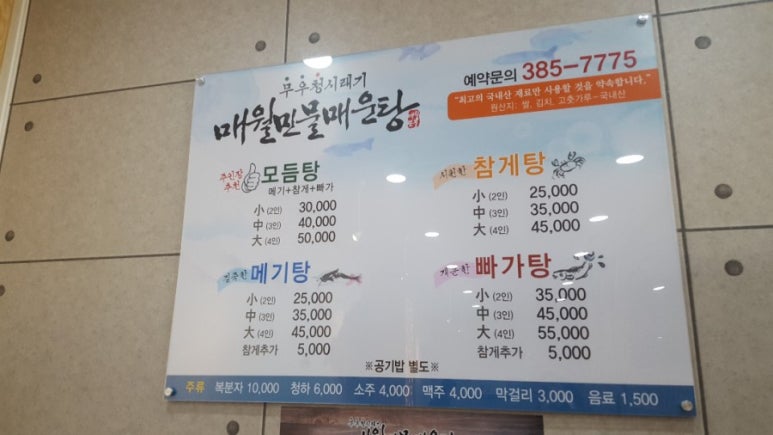 무우청시래기
매월민물매운탕
예약문의 385-7775
"최고의 국내산 재료만 사용할 것을 약속합니다."
원산지: 쌀, 김치, 고춧가루-국내산
주인장
추천
모듬탕
메기+참게+빠가
小 (2인) 30,000
中 (3인) 40,000
大 (4인) 50,000
시원한 참게탕
小 (2인) 25,000
中 (3인) 35,000
大 (4인) 45,000
메기탕
小 (2인) 25,000
中 (3인) 35,000
大 (4인) 45,000
참게추가 5,000
개운한 빠가탕
小 (2인) 35,000
中 (3인) 45,000
大 (4인) 55,000
참게추가 5,000
※공기밥 별도※
주류 복분자 10,000 청하 6,000 소주 4,000 맥주 4,000 막걸리 3,000 음료 1,500
무우청시래기